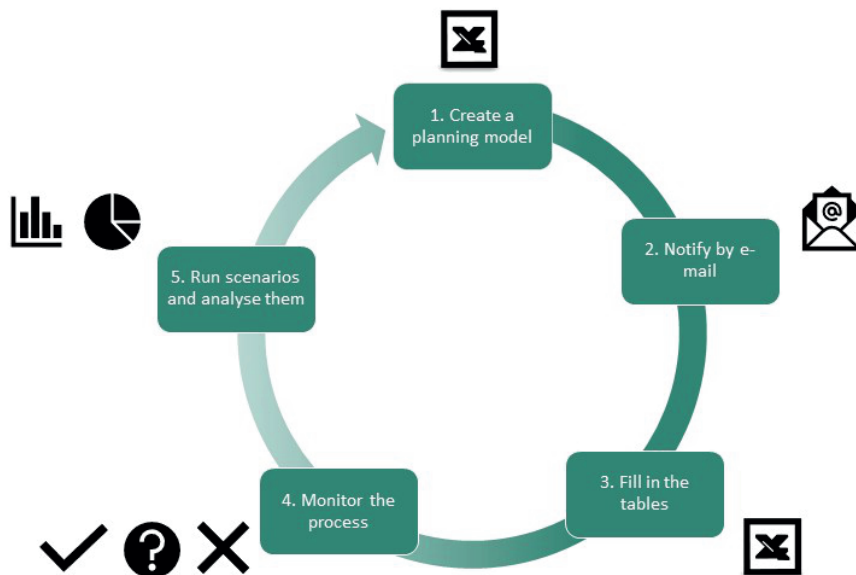 1. Create a
planning model
2. Notify by e-
mail
3. Fill in the
tables
4. Monitor the
process
5. Run scenarios
and analyse them